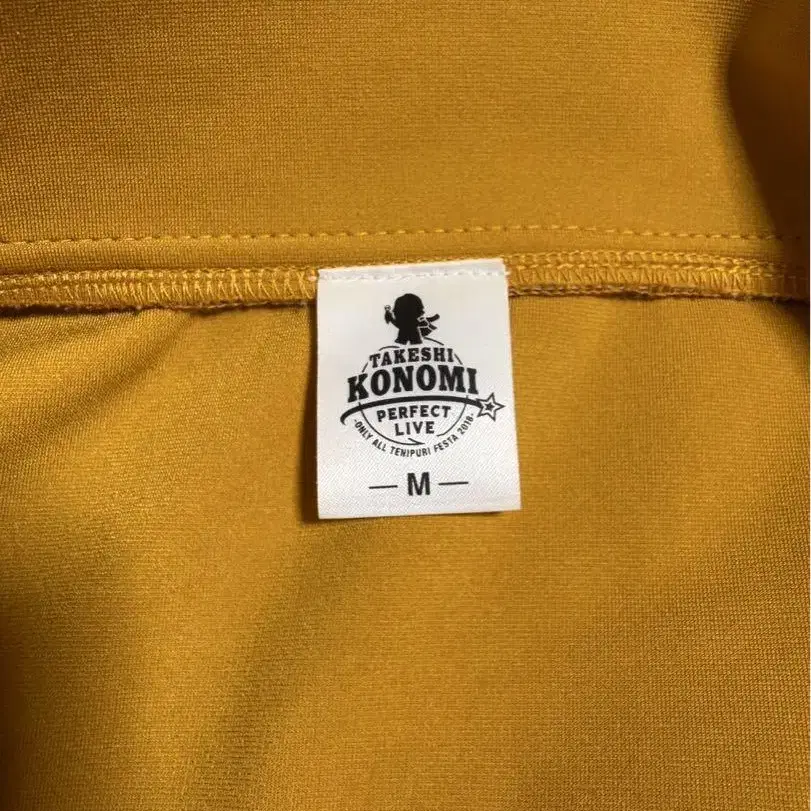 TAKESHI
KONOMI
PERFECT
LIVE
-ONLY ALL TENIPURI FESTA 2018-
— M —